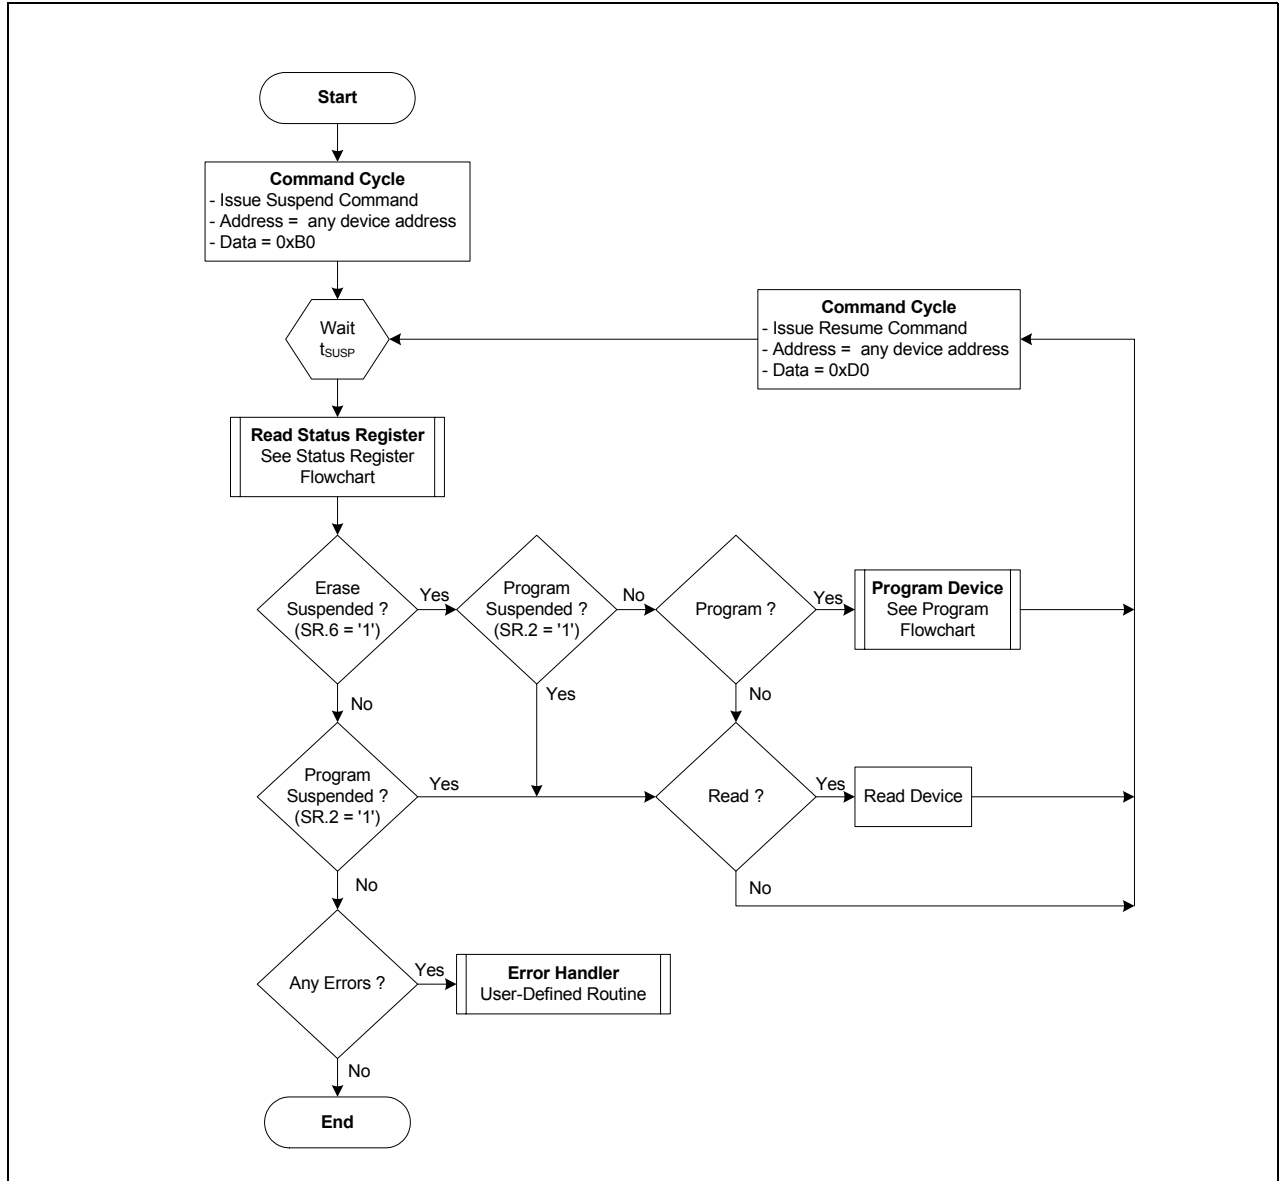 Start
Command Cycle
- Issue Suspend Command
- Address = any device address
- Data = 0xB0
Wait
tSUSP
Command Cycle
- Issue Resume Command
- Address = any device address
- Data = 0xD0
Read Status Register
See Status Register
Flowchart
Erase
Suspended ?
(SR.6 = '1')
Yes
No
Program
Suspended ?
(SR.2 = '1')
No
Yes
Program ?
Yes
No
Program Device
See Program
Flowchart
Program
Suspended ?
(SR.2 = '1')
Yes
No
Read ?
Yes
No
Read Device
Any Errors ?
Yes
No
Error Handler
User-Defined Routine
End